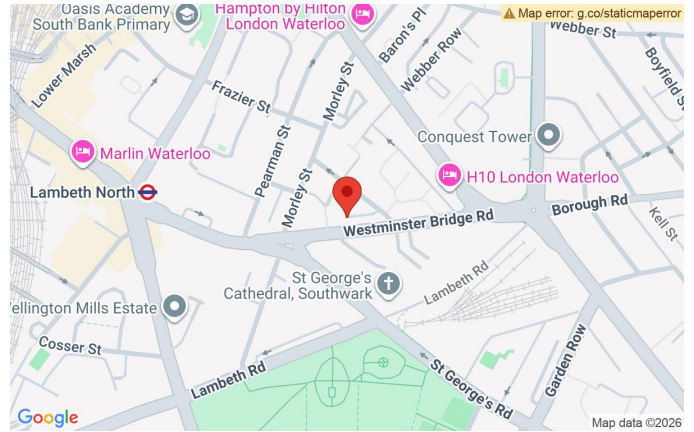 Oasis Academy
South Bank Primary
Hampton by Hilton
London Waterloo
Map error: g.co/staticmaperror
Webber St
Baron's Pl
Webber Row
Boyfield St
Lower Marsh
Morley St
Frazier St
Pearman St
Conquest Tower
Marlin Waterloo
H10 London Waterloo
Lambeth North
Morley St
Borough Rd
Westminster Bridge Rd
Kell St
St George's
Cathedral, Southwark
Lambeth Rd
Wellington Mills Estate
Cosser St
Lambeth Rd
St George's Rd
Garden Row
Google
Map data ©2026